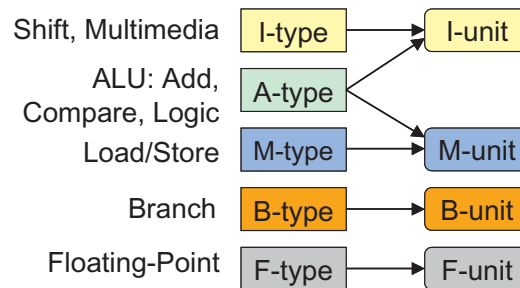 Shift, Multimedia I-type I-unit
ALU: Add,
Compare, Logic A-type
Load/Store M-type M-unit
Branch B-type B-unit
Floating-Point F-type F-unit